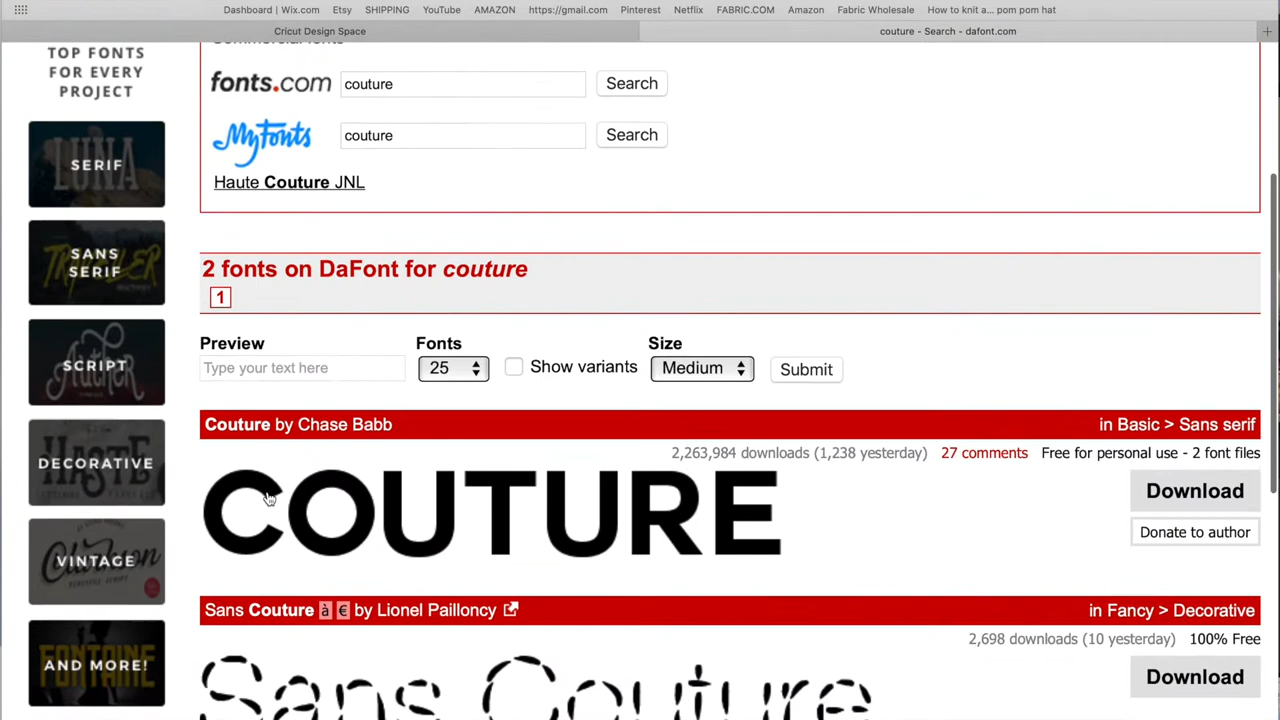 Dashboard | Wix.com Etsy SHIPPING YouTube AMAZON https://gmail.com Pinterest Netflix FABRIC.COM Amazon Fabric Wholesale How to knit a... pom pom hat
Cricut Design Space couture - Search - dafont.com
TOP FONTS
FOR EVERY
PROJECT
SERIF
SANS
SERIF
SCRIPT
DECORATIVE
VINTAGE
AND MORE!
fonts.com couture Search
MyFonts couture Search
Haute Couture JNL
2 fonts on DaFont for couture
1
Preview Fonts Size
Type your text here 25 Show variants Medium Submit
Couture by Chase Babb in Basic > Sans serif
2,263,984 downloads (1,238 yesterday) 27 comments Free for personal use - 2 font files
COUTURE
Download
Donate to author
Sans Couture à € by Lionel Pailloncy in Fancy > Decorative
2,698 downloads (10 yesterday) 100% Free
Sans Couture
Download